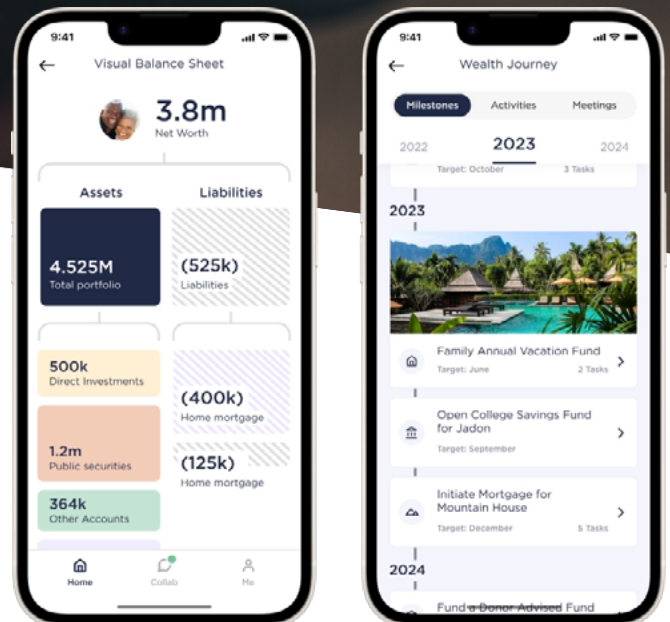 9:41
Visual Balance Sheet
3.8m
Net Worth
Assets
Liabilities
4.525M
Total portfolio
(525k)
Liabilities
500k
Direct Investments
1.2m
Public securities
364k
Other Accounts
(400k)
Home mortgage
(125k)
Home mortgage
Home
Collab
Me
9:41
Wealth Journey
Milestones
Activities
Meetings
2022
2023
2024
Target: October
3 Tasks
2023
Family Annual Vacation Fund
Target: June
2 Tasks
Open College Savings Fund
for Jadon
Target: September
Initiate Mortgage for
Mountain House
Target: December
5 Tasks
2024
Fund a Donor Advised Fund